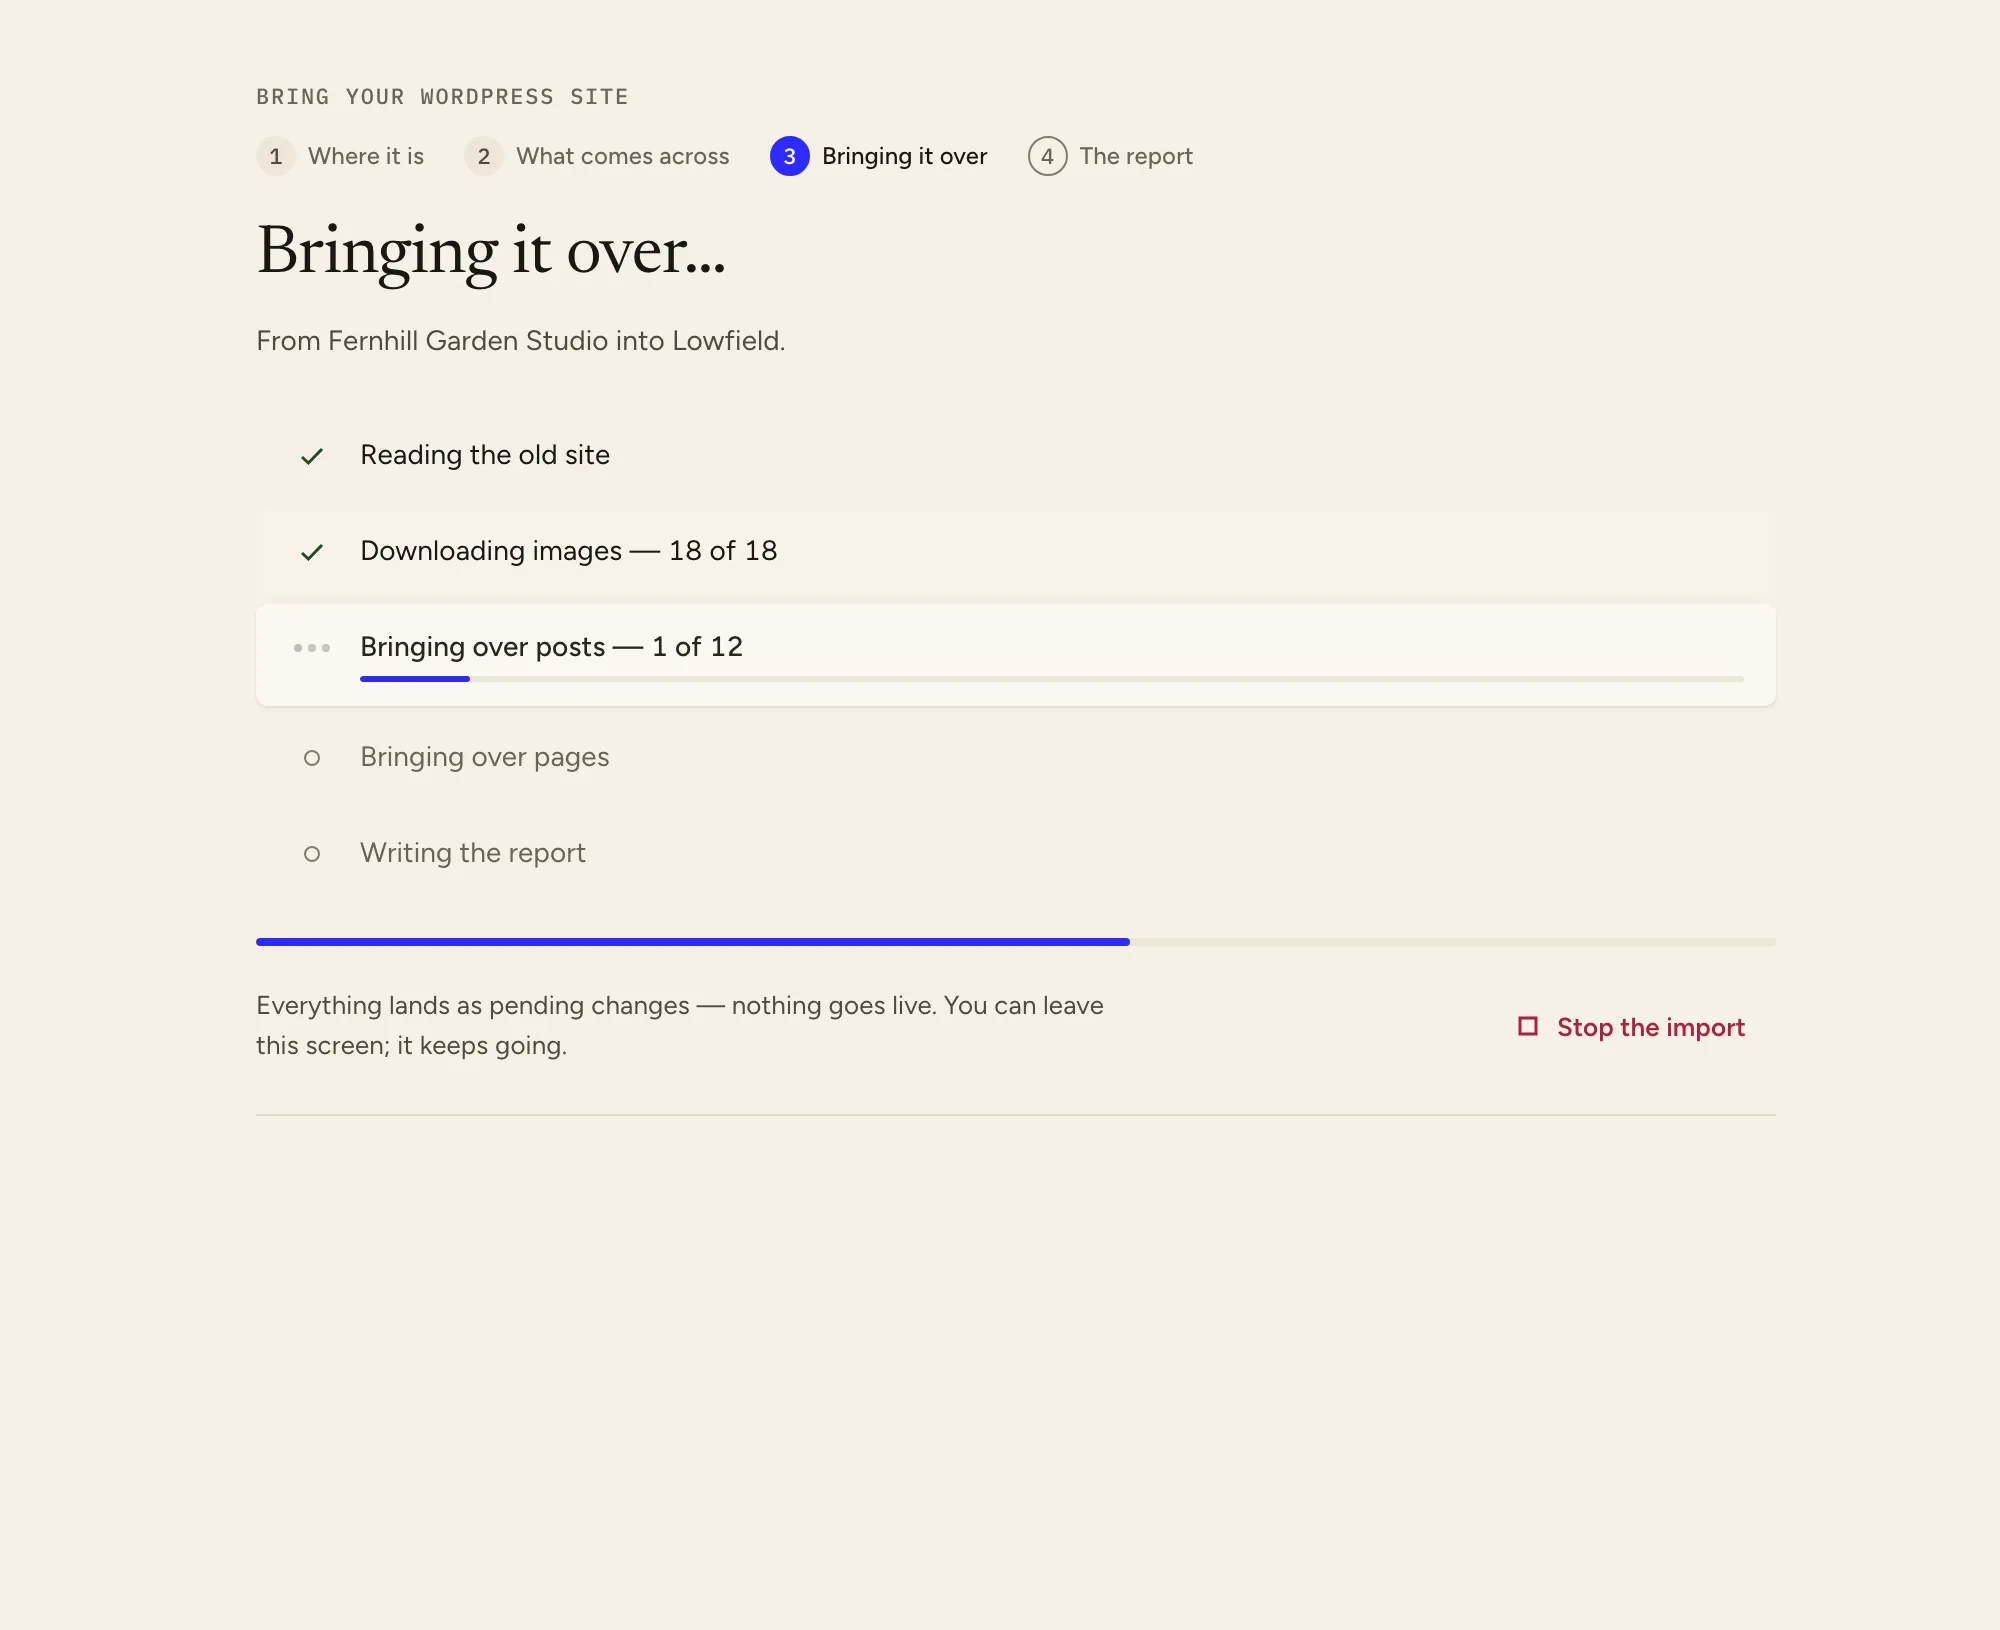 BRING YOUR WORDPRESS SITE
1 Where it is 2 What comes across 3 Bringing it over 4 The report
Bringing it over...
From Fernhill Garden Studio into Lowfield.
Reading the old site
Downloading images — 18 of 18
Bringing over posts — 1 of 12
Bringing over pages
Writing the report
Everything lands as pending changes — nothing goes live. You can leave
this screen; it keeps going.
Stop the import